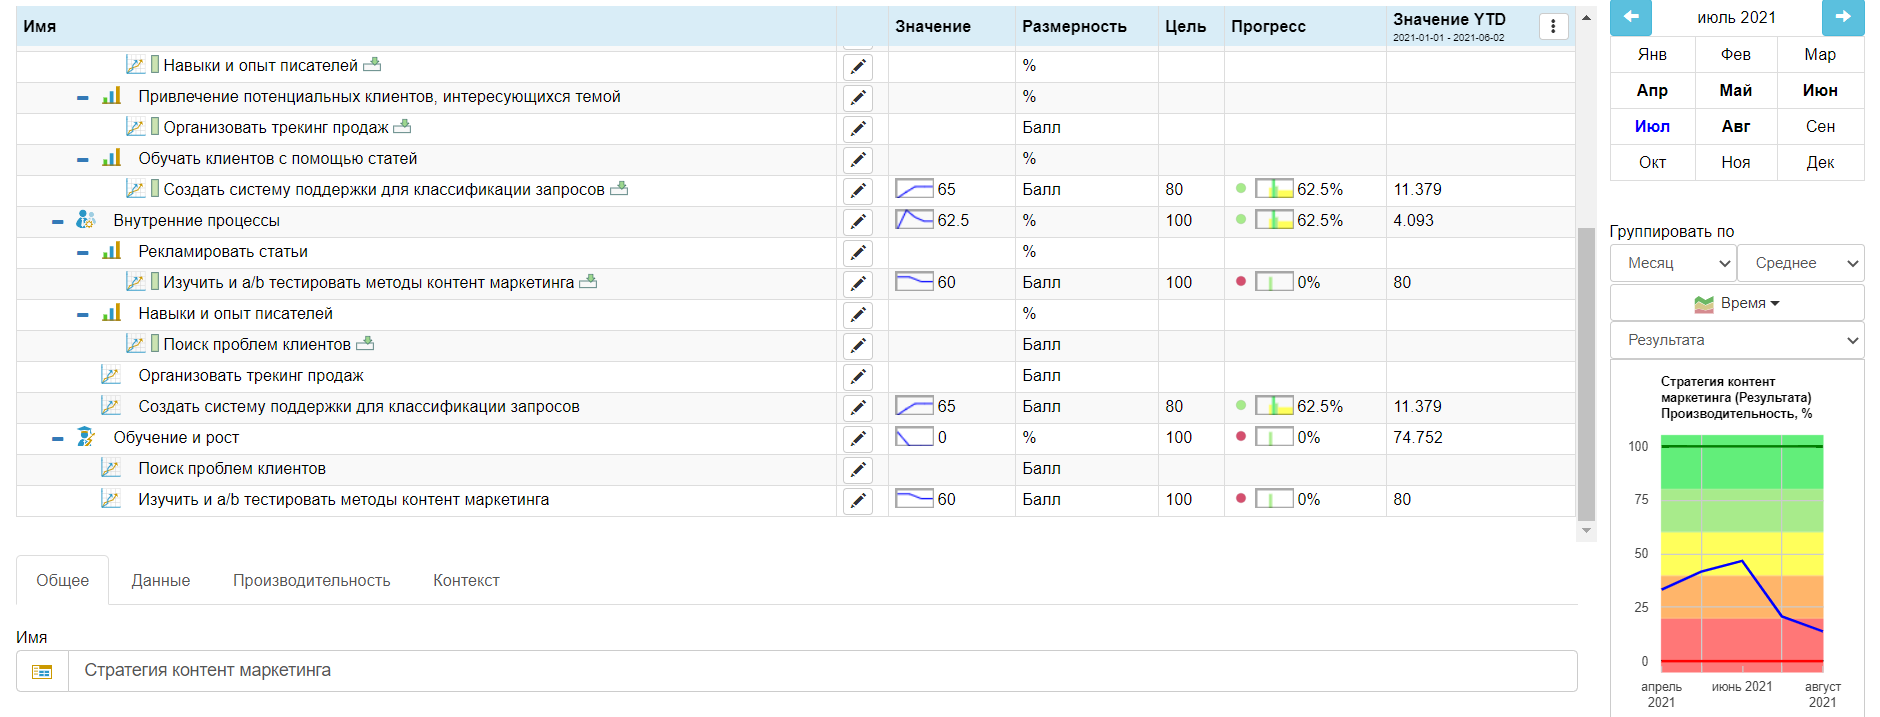 Имя Значение Размерность Цель Прогресс Значение YTD
2021-01-01 - 2021-06-02
Навыки и опыт писателей %
Привлечение потенциальных клиентов, интересующихся темой %
Организовать трекинг продаж Балл
Обучать клиентов с помощью статей %
Создать систему поддержки для классификации запросов 65 Балл 80 62.5% 11.379
Внутренние процессы 62.5 % 100 62.5% 4.093
Рекламировать статьи %
Изучить и a/b тестировать методы контент маркетинга 60 Балл 100 0% 80
Навыки и опыт писателей %
Поиск проблем клиентов Балл
Организовать трекинг продаж Балл
Создать систему поддержки для классификации запросов 65 Балл 80 62.5% 11.379
Обучение и рост 0 % 100 0% 74.752
Поиск проблем клиентов Балл
Изучить и a/b тестировать методы контент маркетинга 60 Балл 100 0% 80
Общее Данные Производительность Контекст
Имя
Стратегия контент маркетинга
июль 2021
Янв Фев Мар
Апр Май Июн
Июл Авг Сен
Окт Ноя Дек
Группировать по
Месяц Среднее
Время
Результата
Стратегия контент
маркетинга (Результата)
Производительность, %
100
75
50
25
0
апрель 2021 июнь 2021 август 2021